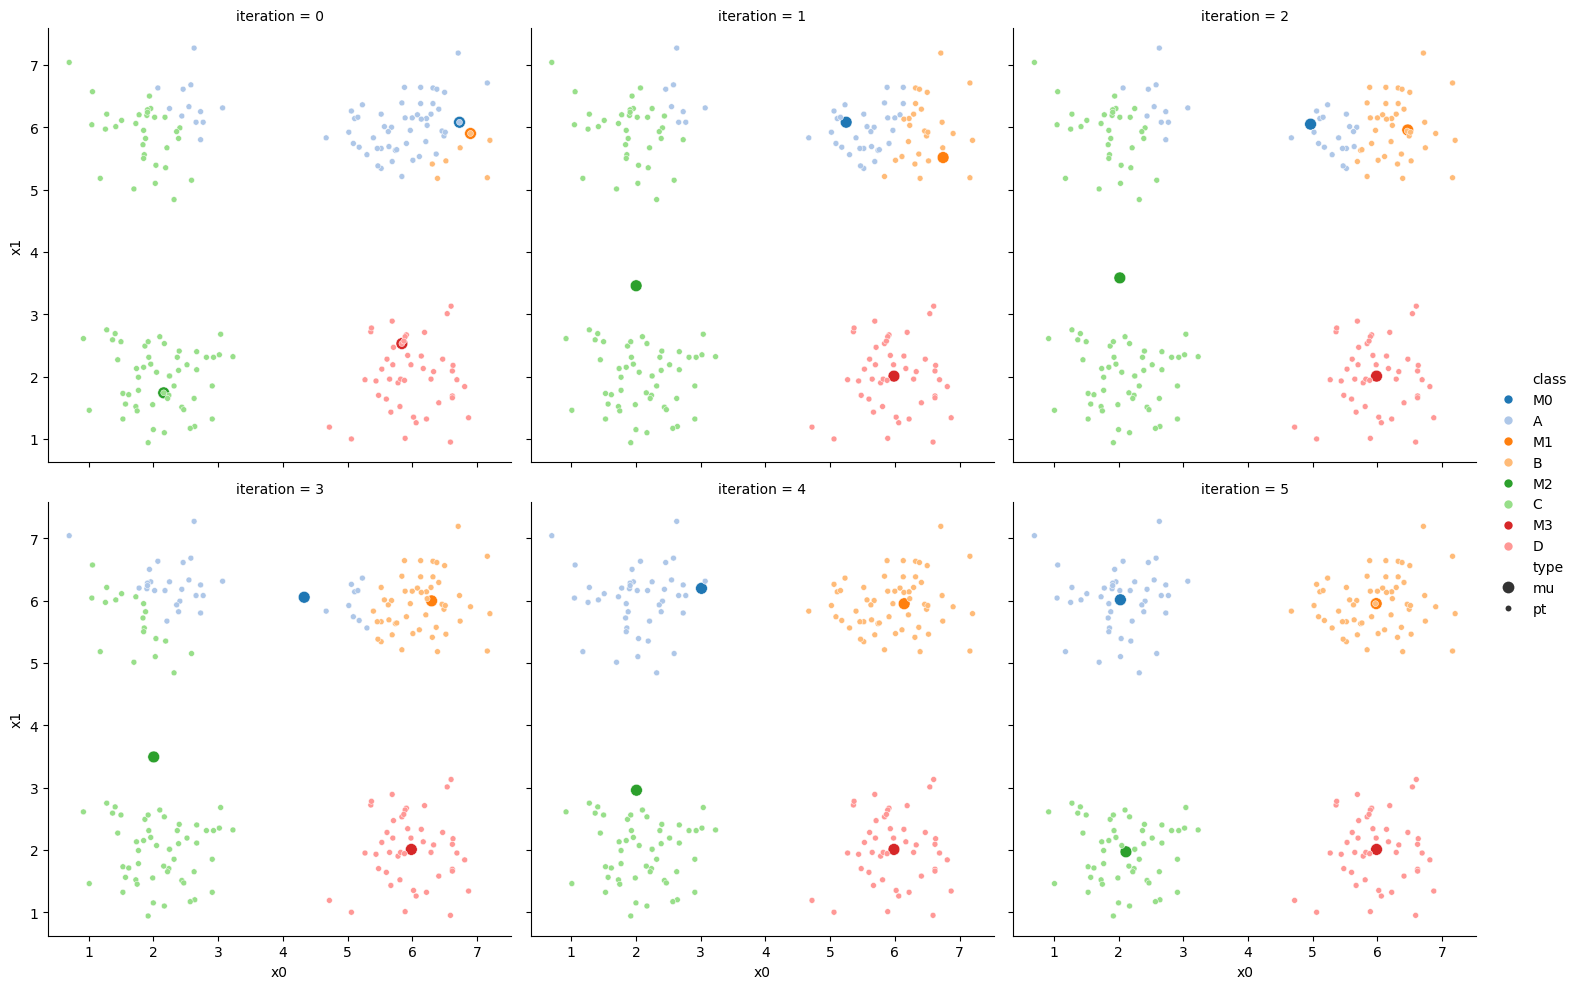 iteration = 0
iteration = 1
iteration = 2
7
6
5
4
3
2
1
x1
iteration = 3
iteration = 4
iteration = 5
7
6
5
4
3
2
1
x1
1 2 3 4 5 6 7
1 2 3 4 5 6 7
1 2 3 4 5 6 7
x0
x0
x0
class
M0
A
M1
B
M2
C
M3
D
type
mu
pt